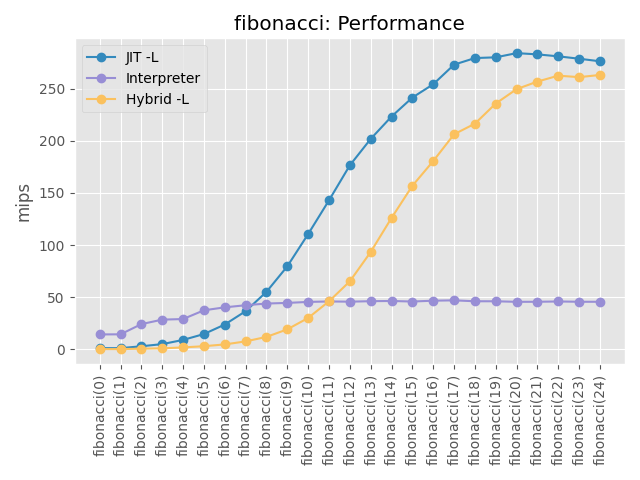 fibonacci: Performance
JIT -L
Interpreter
Hybrid -L
mips
250
200
150
100
50
0
fibonacci(0)
fibonacci(1)
fibonacci(2)
fibonacci(3)
fibonacci(4)
fibonacci(5)
fibonacci(6)
fibonacci(7)
fibonacci(8)
fibonacci(9)
fibonacci(10)
fibonacci(11)
fibonacci(12)
fibonacci(13)
fibonacci(14)
fibonacci(15)
fibonacci(16)
fibonacci(17)
fibonacci(18)
fibonacci(19)
fibonacci(20)
fibonacci(21)
fibonacci(22)
fibonacci(23)
fibonacci(24)